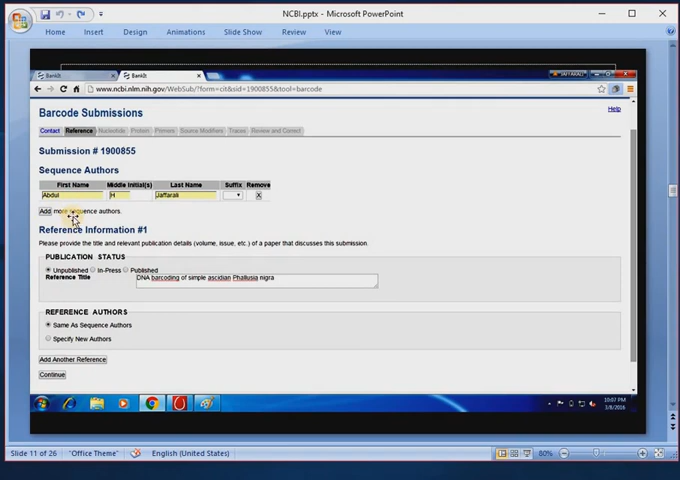 NCBI.pptx - Microsoft PowerPoint
Home Insert Design Animations Slide Show Review View
BankIt BankIt JAFFARALI
www.ncbi.nlm.nih.gov/WebSub/?form=cit&sid=1900855&tool=barcode
Barcode Submissions Help
Contact Reference Nucleotide Protein Primers Source Modifiers Traces Review and Correct
Submission # 1900855
Sequence Authors
First Name Middle Initial(s) Last Name Suffix Remove
Abdul H Jaffarali X
Add more sequence authors.
Reference Information #1
Please provide the title and relevant publication details (volume, issue, etc.) of a paper that discusses this submission.
PUBLICATION STATUS
Unpublished In-Press Published
Reference Title DNA barcoding of simple ascidian Phallusia nigra
REFERENCE AUTHORS
Same As Sequence Authors
Specify New Authors
Add Another Reference
Continue
10:07 PM
3/8/2016
Slide 11 of 26 "Office Theme" English (United States) 80%